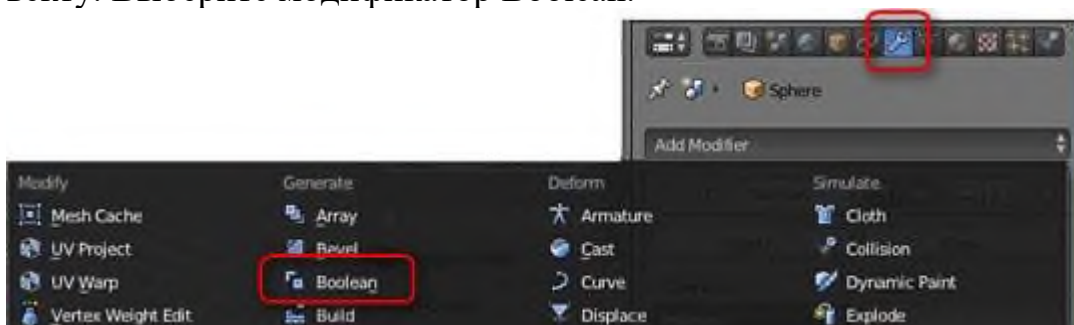 Выберите модификатор Boolean.
Sphere
Add Modifier
Modify Generate Deform Simulate
Mesh Cache Array Armature Cloth
UV Project Bevel Cast Collision
UV Warp Boolean Curve Dynamic Paint
Vertex Weight Edit Build Displace Explode